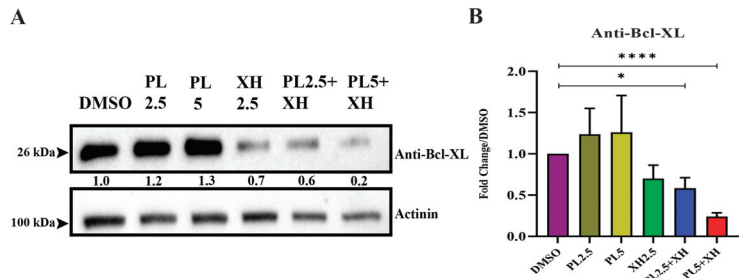 A
DMSO PL 2.5 PL 5 XH 2.5 PL2.5+ XH PL5+ XH
26 kDa
Anti-Bcl-XL
1.0 1.2 1.3 0.7 0.6 0.2
100 kDa
Actinin
B
Anti-Bcl-XL
****
*
Fold Change/DMSO
2.0
1.5
1.0
0.5
0.0
DMSO PL2.5 PL5 XH2.5 PL2.5+XH PL5+XH